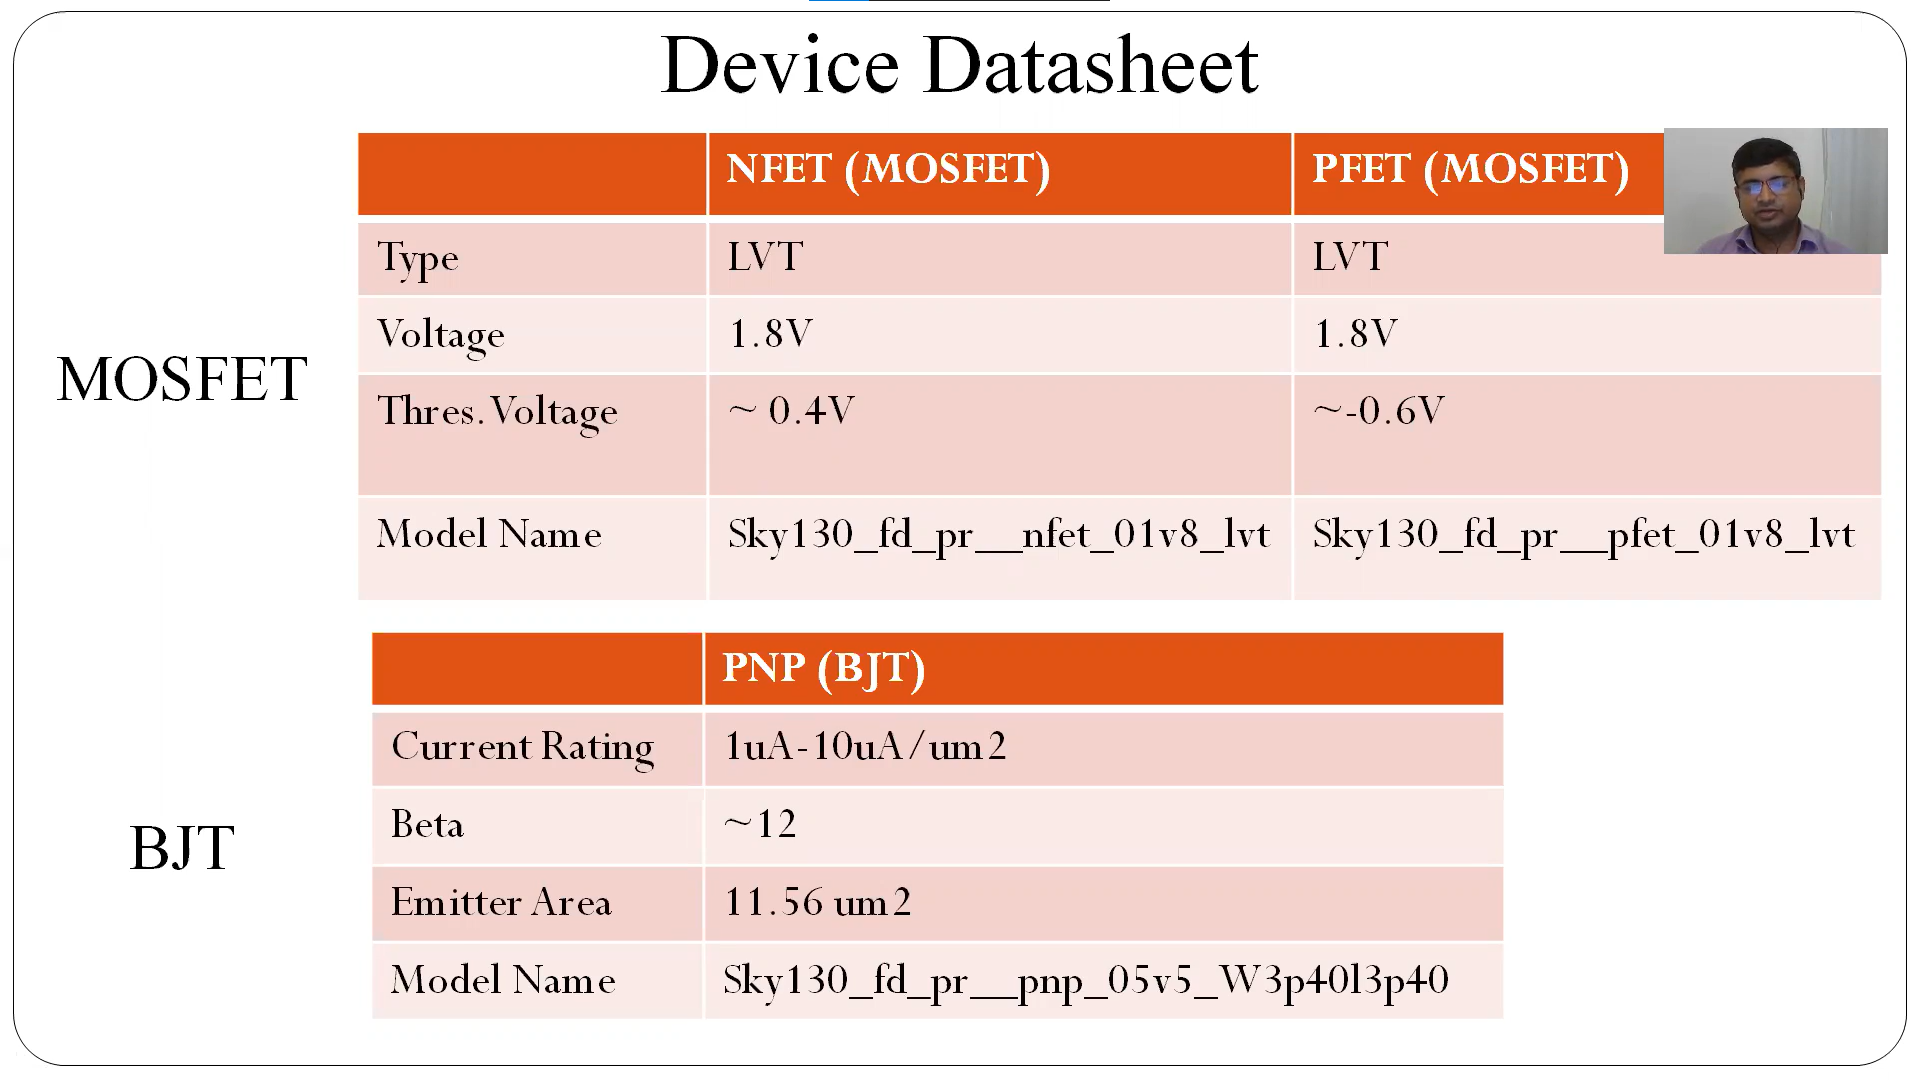 Device Datasheet
NFET (MOSFET) PFET (MOSFET)
Type LVT LVT
Voltage 1.8V 1.8V
MOSFET
Thres. Voltage ~ 0.4V ~-0.6V
Model Name Sky130_fd_pr__nfet_01v8_lvt Sky130_fd_pr__pfet_01v8_lvt
PNP (BJT)
Current Rating 1uA-10uA/um2
Beta ~12
BJT
Emitter Area 11.56 um2
Model Name Sky130_fd_pr__pnp_05v5_W3p40l3p40